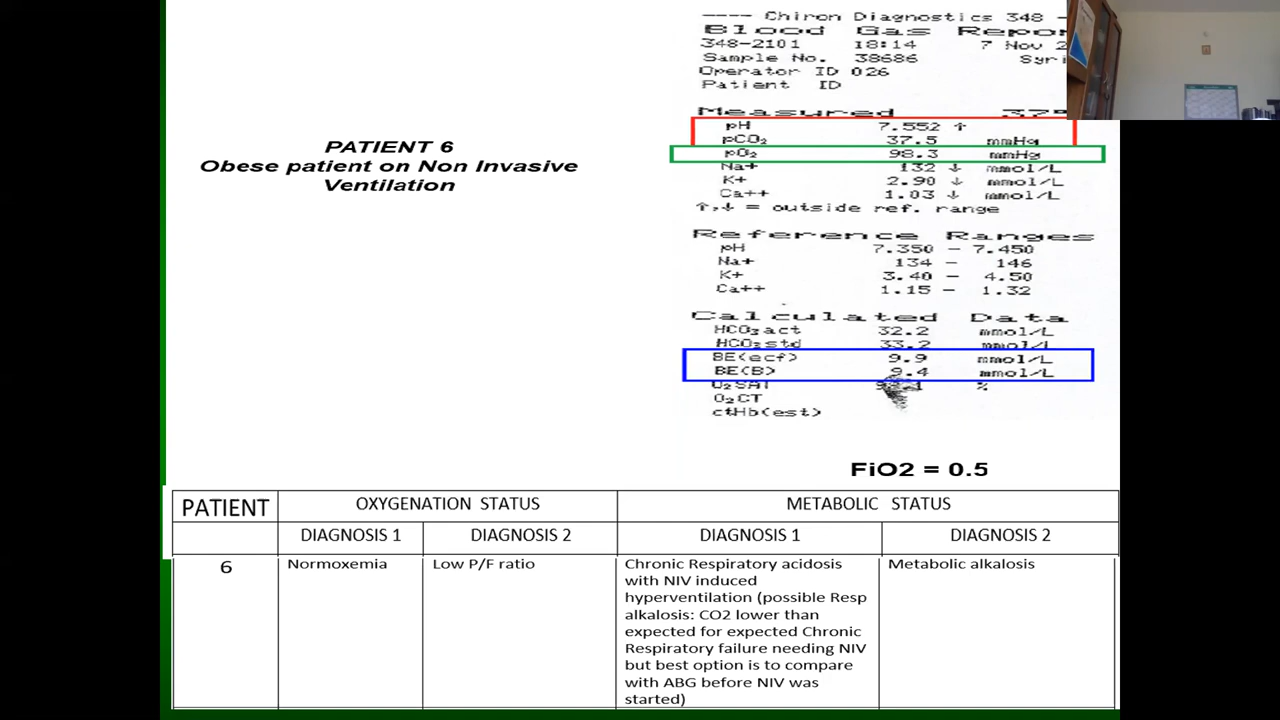 ---- Chiron Diagnostics 348 -
Blood Gas Repor
348-2101 18:14 7 Nov 2
Sample No. 38686 Syri
Operator ID 026
Patient ID
PATIENT 6
Obese patient on Non Invasive
Ventilation
Measured 37°
pH 7.552 ↑
pCO₂ 37.5 mmHg
pO₂ 98.3 mmHg
Na+ 132 ↓ mmol/L
K+ 2.90 ↓ mmol/L
Ca++ 1.03 ↓ mmol/L
↑,↓ = outside ref. range
Reference Ranges
pH 7.350 - 7.450
Na+ 134 - 146
K+ 3.40 - 4.50
Ca++ 1.15 - 1.32
Calculated Data
HCO₃act 32.2 mmol/L
HCO₃std 33.2 mmol/L
BE(ecf) 9.9 mmol/L
BE(B) 9.4 mmol/L
O₂SAT %
O₂CT
ctHb(est)
FiO2 = 0.5
PATIENT OXYGENATION STATUS METABOLIC STATUS
DIAGNOSIS 1 DIAGNOSIS 2 DIAGNOSIS 1 DIAGNOSIS 2
6 Normoxemia Low P/F ratio Chronic Respiratory acidosis Metabolic alkalosis
with NIV induced
hyperventilation (possible Resp
alkalosis: CO2 lower than
expected for expected Chronic
Respiratory failure needing NIV
but best option is to compare
with ABG before NIV was
started)